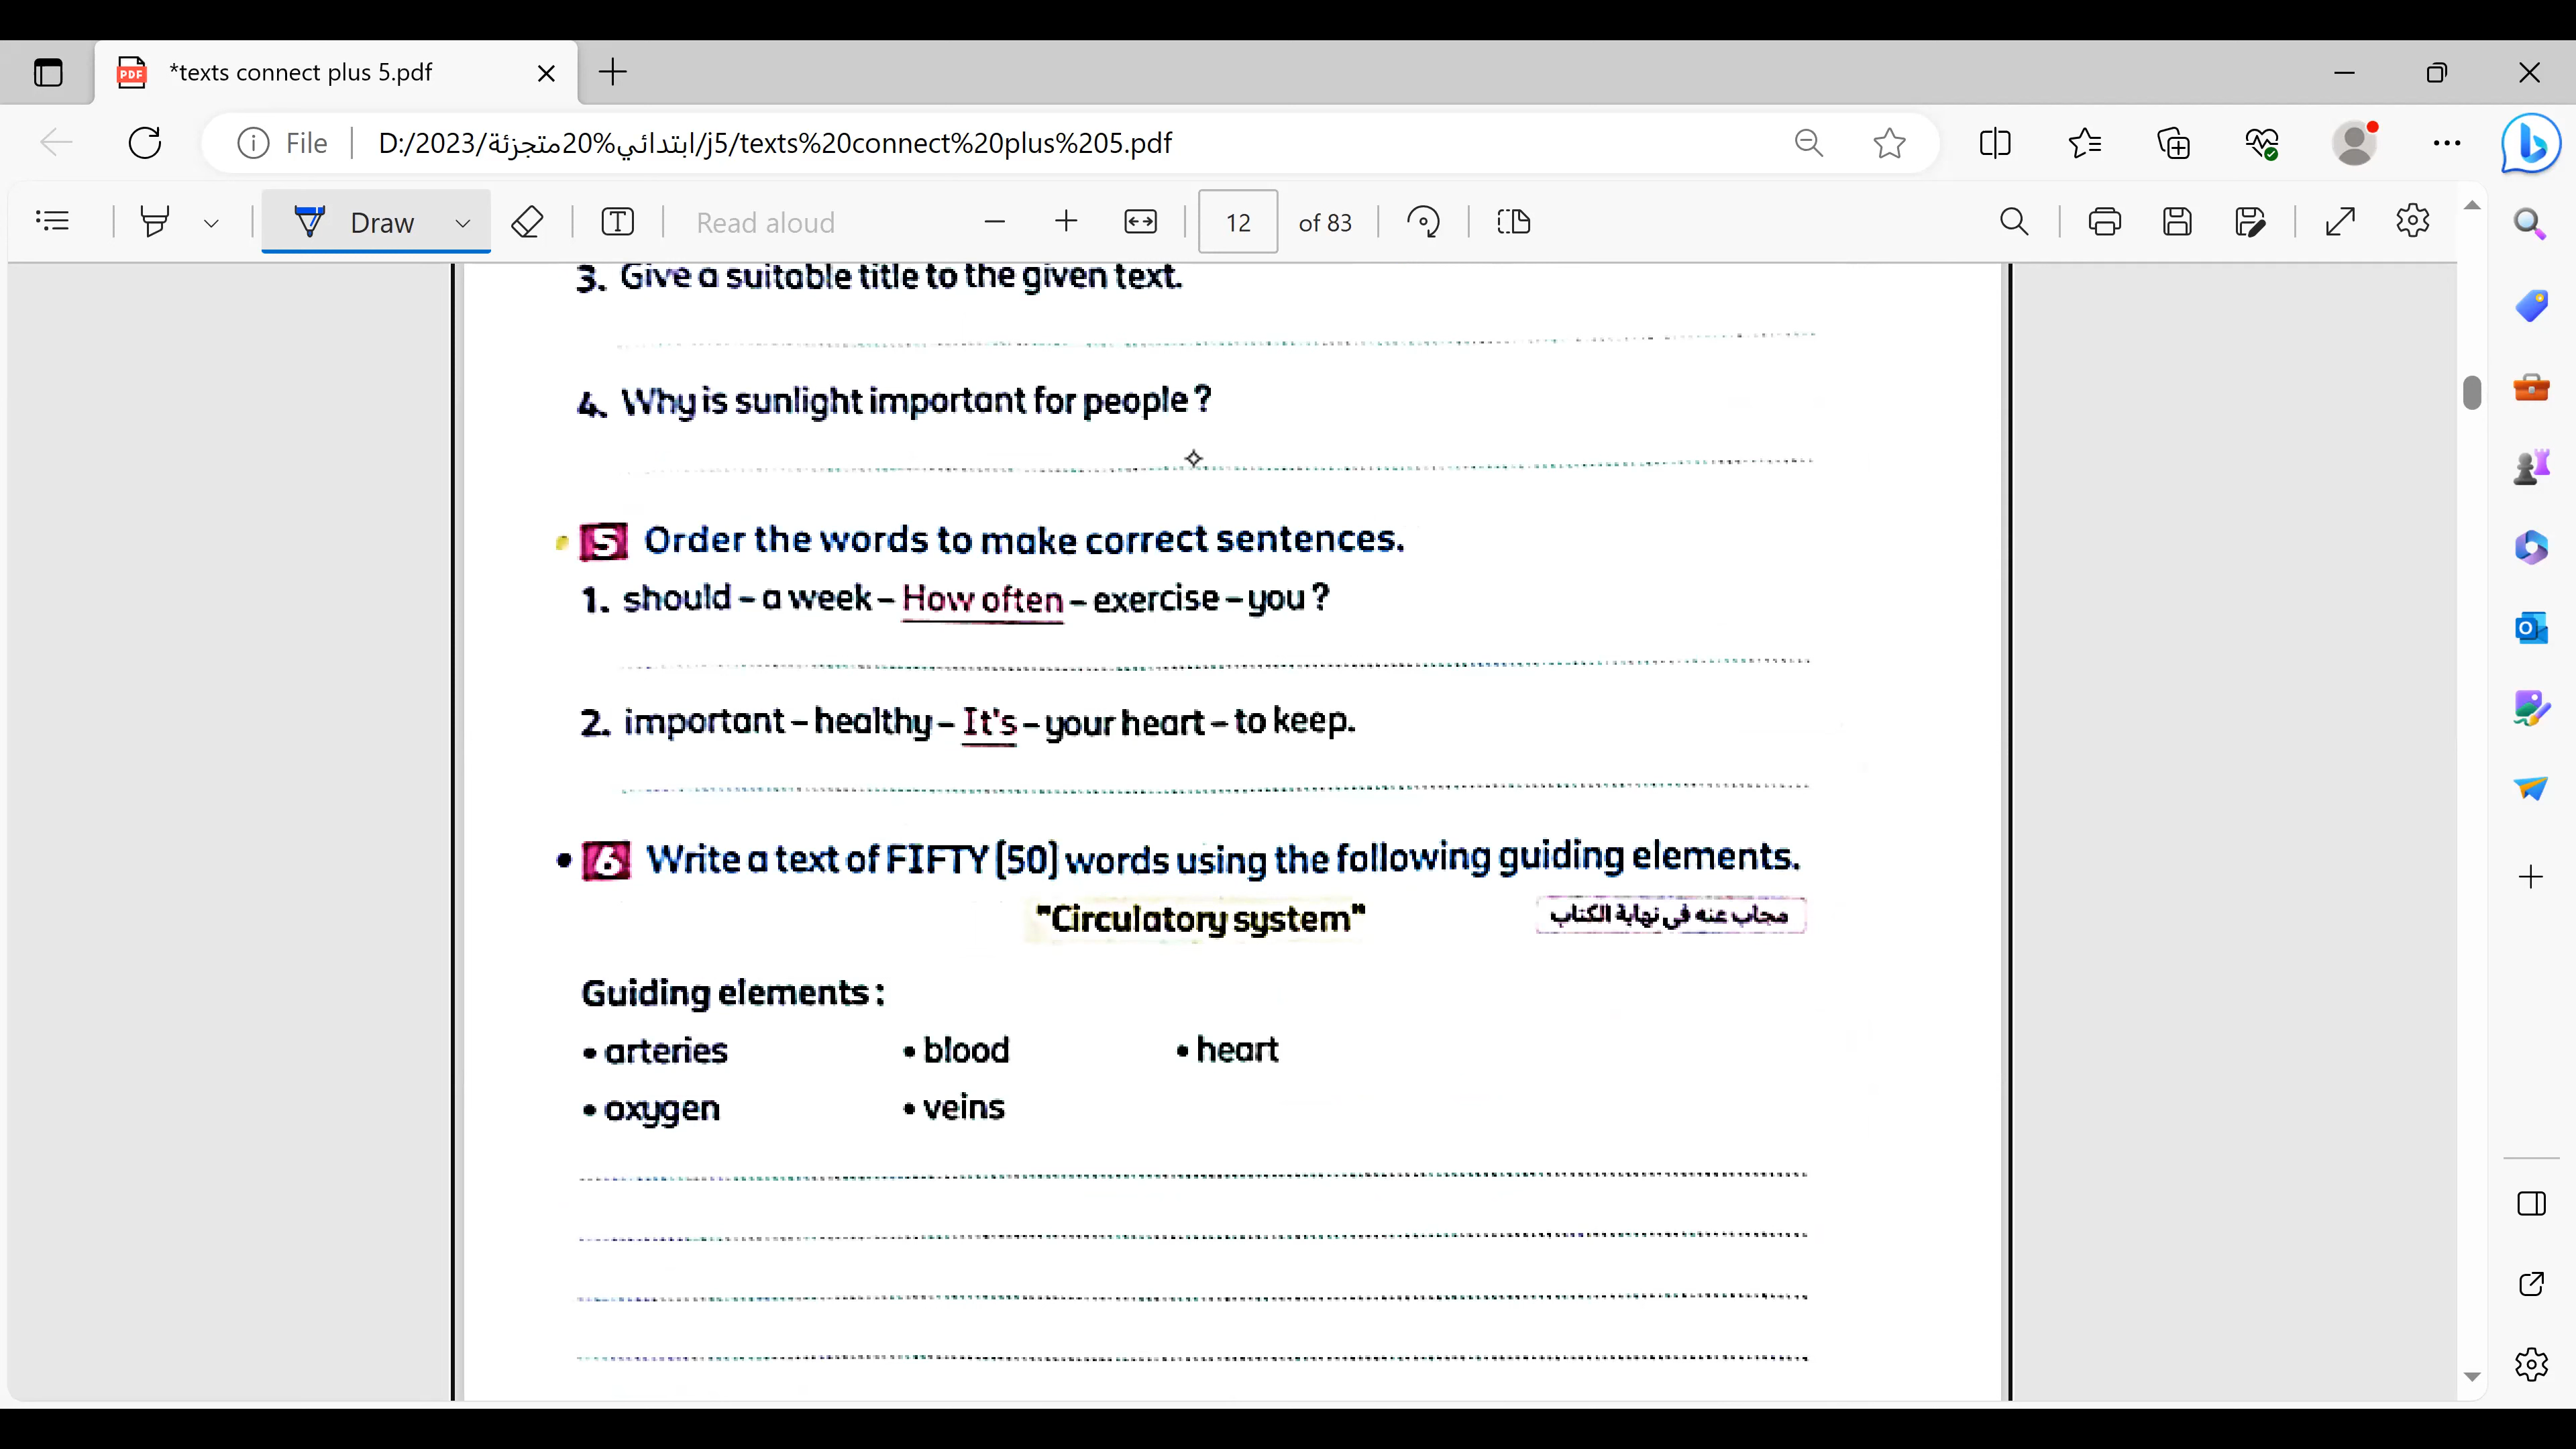 *texts connect plus 5.pdf
File
D:/2023/ابتدائي%20متجزئة/j5/texts%20connect%20plus%205.pdf
Draw
Read aloud
12 of 83
3. Give a suitable title to the given text.
4. Why is sunlight important for people ?
5 Order the words to make correct sentences.
1. should – a week – How often – exercise – you ?
2. important – healthy – It's – your heart – to keep.
• 6 Write a text of FIFTY (50) words using the following guiding elements.
"Circulatory system"
مجاب عنه فى نهاية الكتاب
Guiding elements :
• arteries • blood • heart
• oxygen • veins